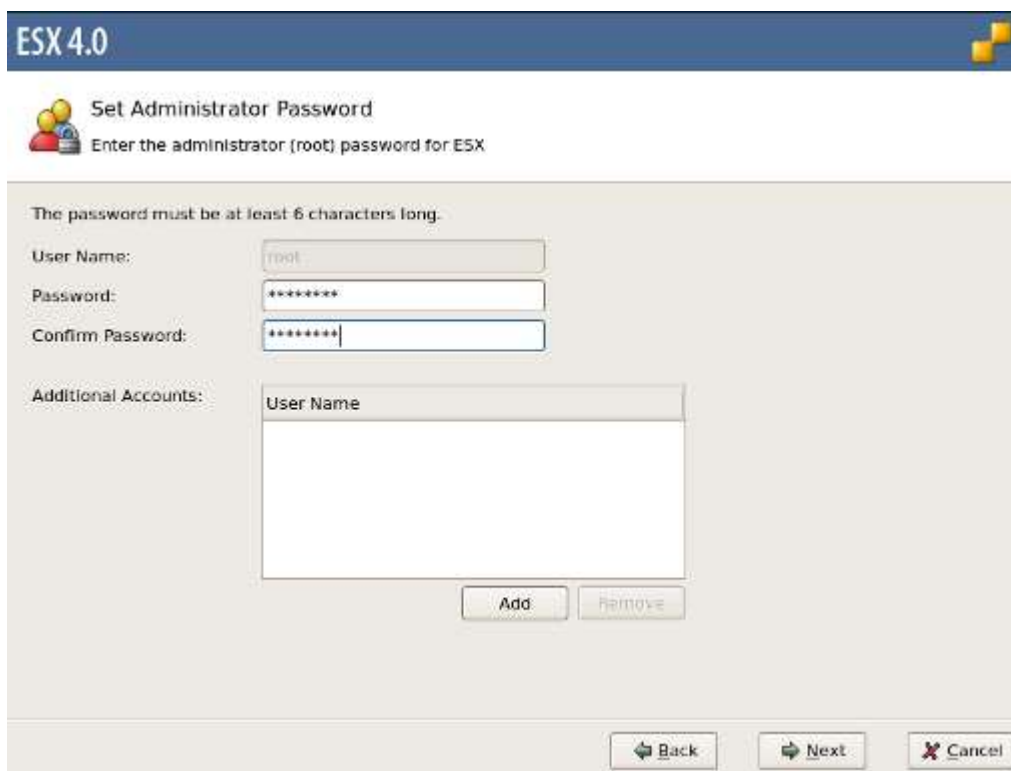 ESX 4.0
Set Administrator Password
Enter the administrator (root) password for ESX
The password must be at least 6 characters long.
User Name: root
Password: ********
Confirm Password: ********
Additional Accounts:
User Name
Add Remove
Back Next Cancel